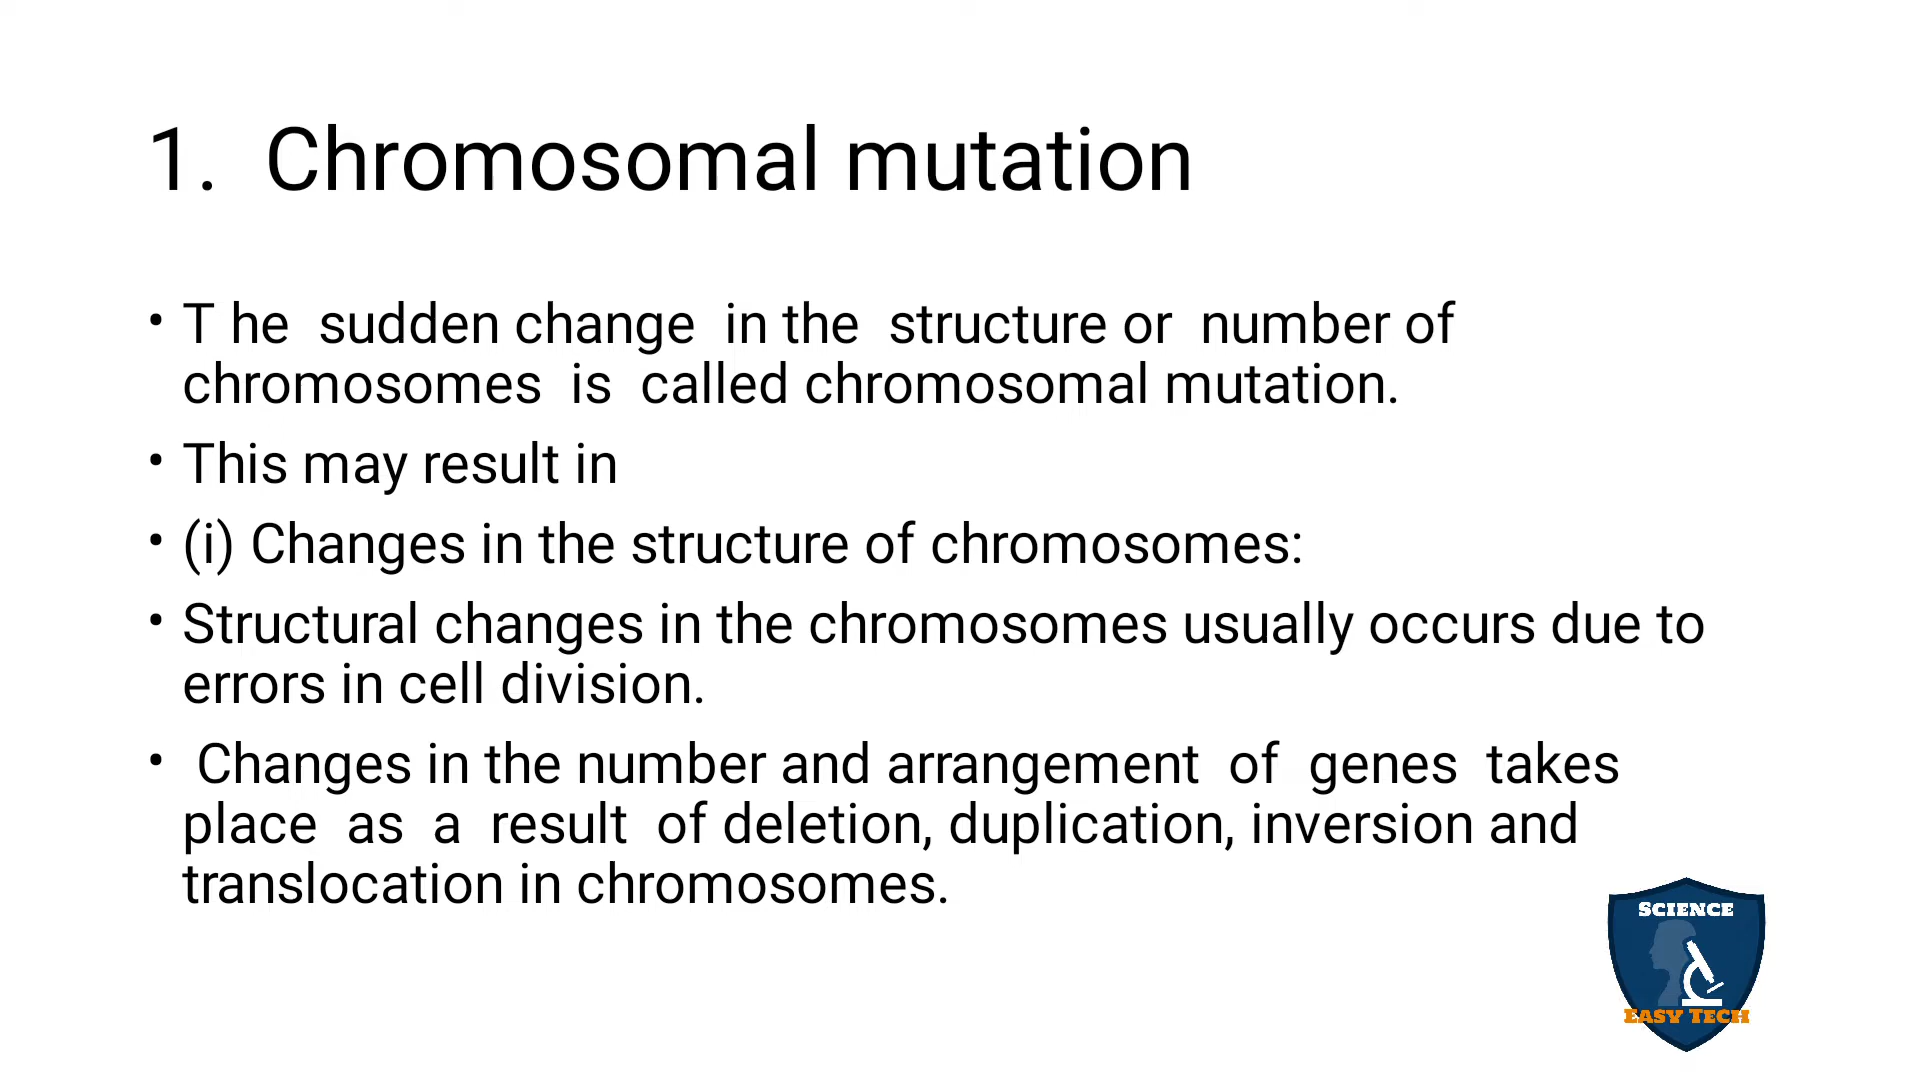 1. Chromosomal mutation
• T he sudden change in the structure or number of
chromosomes is called chromosomal mutation.
• This may result in
• (i) Changes in the structure of chromosomes:
• Structural changes in the chromosomes usually occurs due to
errors in cell division.
• Changes in the number and arrangement of genes takes
place as a result of deletion, duplication, inversion and
translocation in chromosomes.
SCIENCE
EASY TECH